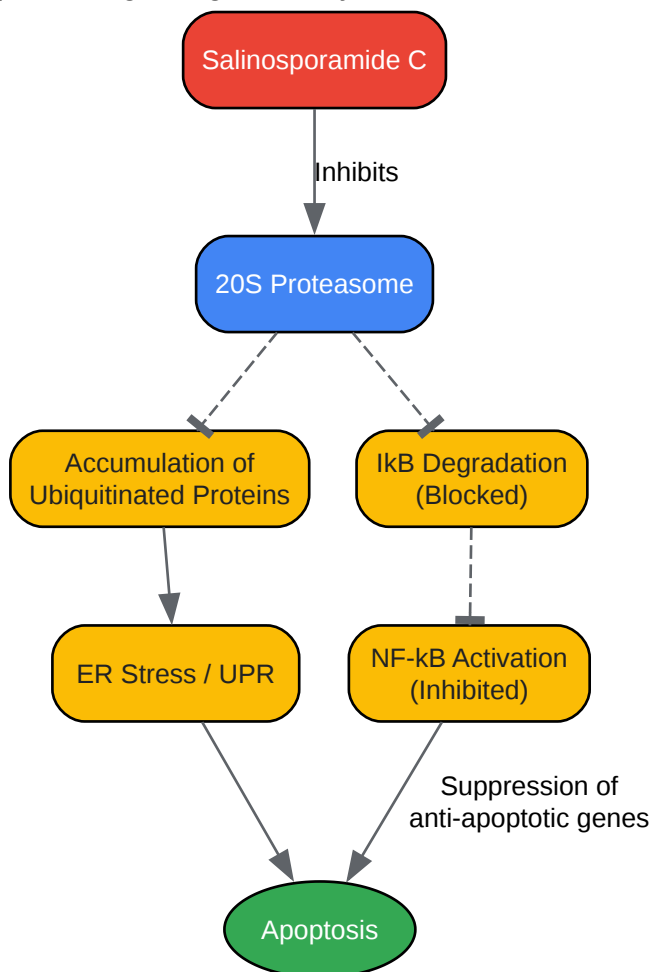 Salinosporamide C
Inhibits
20S Proteasome
Accumulation of
Ubiquitinated Proteins
IkB Degradation
(Blocked)
ER Stress / UPR
NF-kB Activation
(Inhibited)
Suppression of
anti-apoptotic genes
Apoptosis